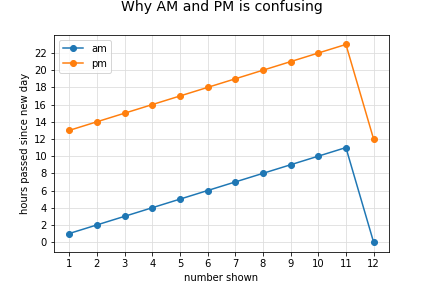 Why AM and PM is confusing
am
pm
hours passed since new day
22
20
18
16
14
12
10
8
6
4
2
0
1 2 3 4 5 6 7 8 9 10 11 12
number shown